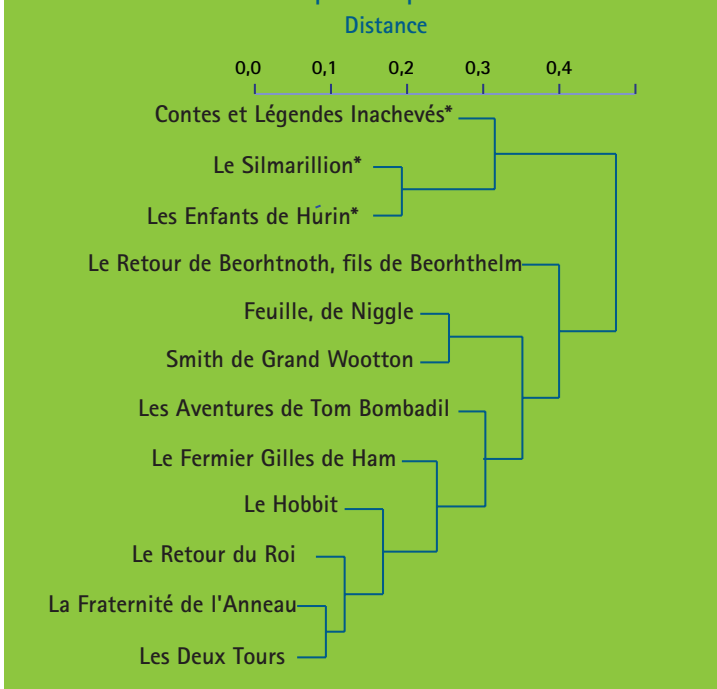 Distance
0,0 0,1 0,2 0,3 0,4
Contes et Légendes Inachevés*
Le Silmarillion*
Les Enfants de Húrin*
Le Retour de Beorhtnoth, fils de Beorhthelm
Feuille, de Niggle
Smith de Grand Wootton
Les Aventures de Tom Bombadil
Le Fermier Gilles de Ham
Le Hobbit
Le Retour du Roi
La Fraternité de l'Anneau
Les Deux Tours